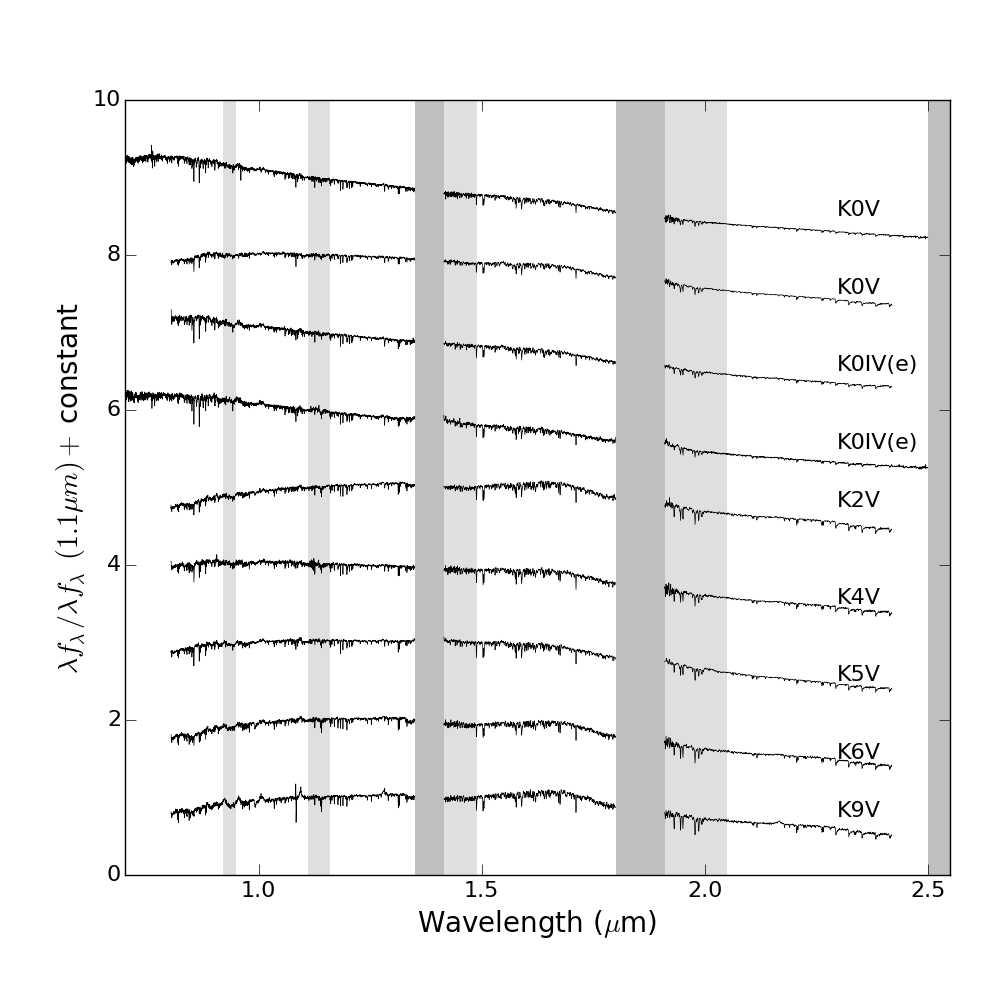 10
8
6
4
2
0
λf_λ/λf_λ (1.1μm) + constant
K0V
K0V
K0IV(e)
K0IV(e)
K2V
K4V
K5V
K6V
K9V
1.0 1.5 2.0 2.5
Wavelength (μm)